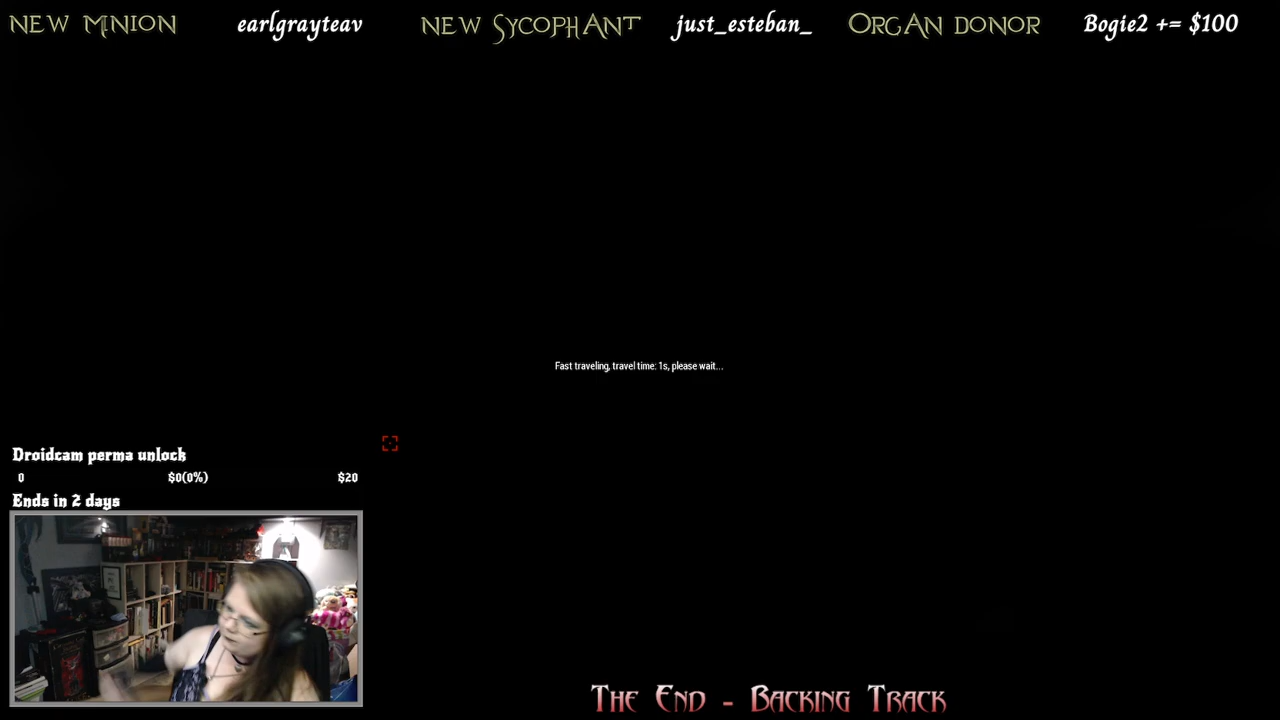 NEW MINION earlgrayteav NEW SYCOPHANT just_esteban_ ORGAN DONOR Bogie2 += $100
Fast traveling, travel time: 1s, please wait...
Droidcam perma unlock
0 $0(0%) $20
Ends in 2 days
The End - Backing Track